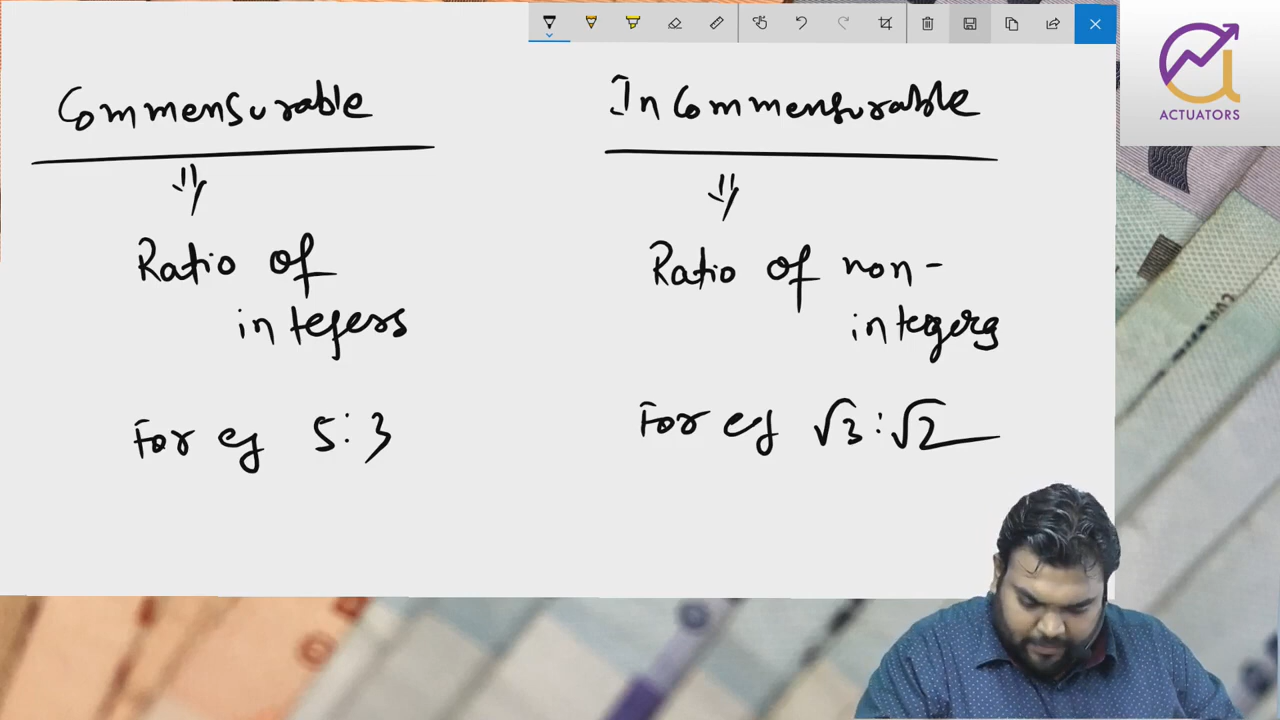 Commensurable
Ratio of
integers
For eg 5:3
InCommensurable
Ratio of non-
integers
For eg √3:√2
ACTUATORS